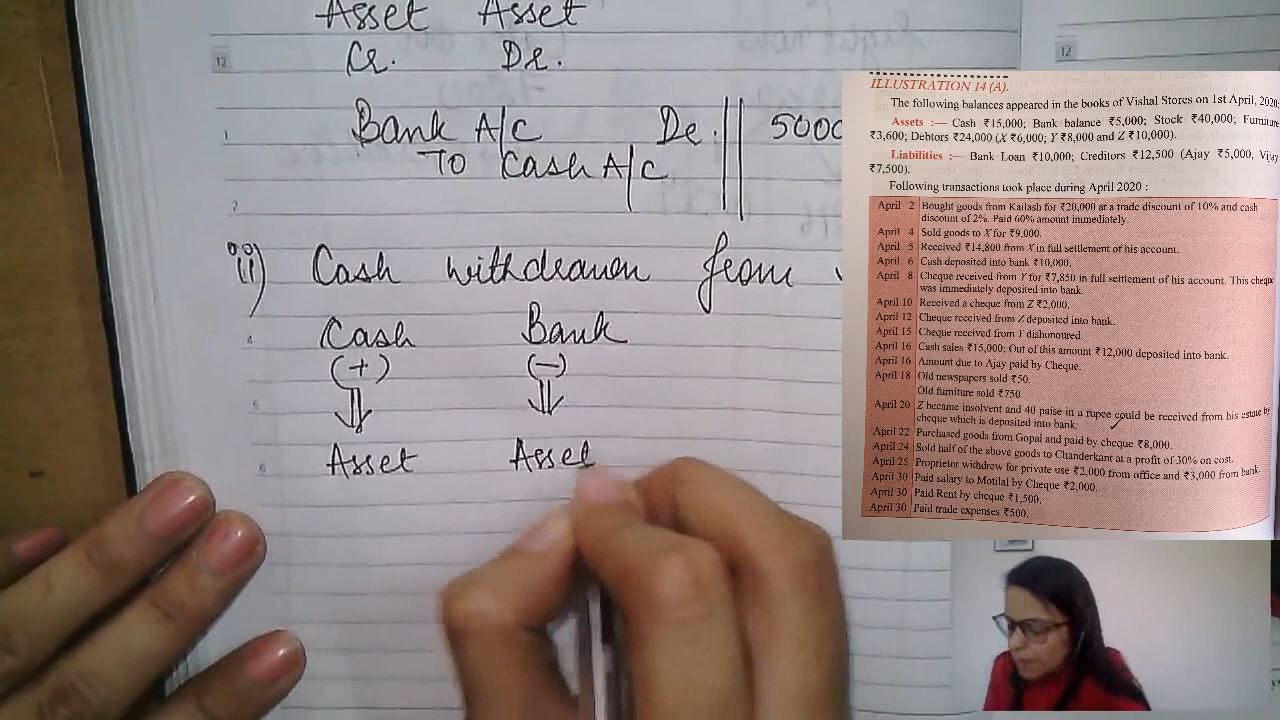 Asset Asset
Cr. Dr.
12
12
1
Bank A/C Dr. 5000
To Cash A/C
2
ii) Cash withdrawn from
4
Cash Bank
(+) (-)
5
Asset Asset
6
ILLUSTRATION 14 (A).
The following balances appeared in the books of Vishal Stores on 1st April, 2020
Assets :— Cash ₹15,000; Bank balance ₹5,000; Stock ₹40,000; Furniture
₹3,600; Debtors ₹24,000 (X ₹6,000; Y ₹8,000 and Z ₹10,000).
Liabilities :— Bank Loan ₹10,000; Creditors ₹12,500 (Ajay ₹5,000,
₹7,500).
Following transactions took place during April 2020 :
April 2 Bought goods from Kailash for ₹20,000 at a trade discount of 10% and cash
discount of 2%. Paid 60% amount immediately.
April 4 Sold goods to X for ₹9,000.
April 5 Received ₹14,800 from X in full settlement of his account.
April 6 Cash deposited into bank ₹10,000.
April 8 Cheque received from Y for ₹7,850 in full settlement of his account. This cheque
was immediately deposited into bank.
April 10 Received a cheque from Z ₹2,000.
April 12 Cheque received from Z deposited into bank.
April 15 Cheque received from Y dishonoured.
April 16 Cash sales ₹15,000; Out of this amount ₹12,000 deposited into bank.
April 16 Amount due to Ajay paid by Cheque.
April 18 Old newspapers sold ₹50.
Old furniture sold ₹750
April 20 Z became insolvent and 40 paise in a rupee could be received from his estate by
cheque which is deposited into bank.
April 22 Purchased goods from Gopal and paid by cheque ₹8,000.
April 24 Sold half of the above goods to Chanderkant at a profit of 30% on cost.
April 25 Proprietor withdrew for private use ₹2,000 from office and ₹3,000 from bank.
April 30 Paid salary to Motilal by Cheque ₹2,000.
April 30 Paid Rent by cheque ₹1,500.
April 30 Paid trade expenses ₹500.